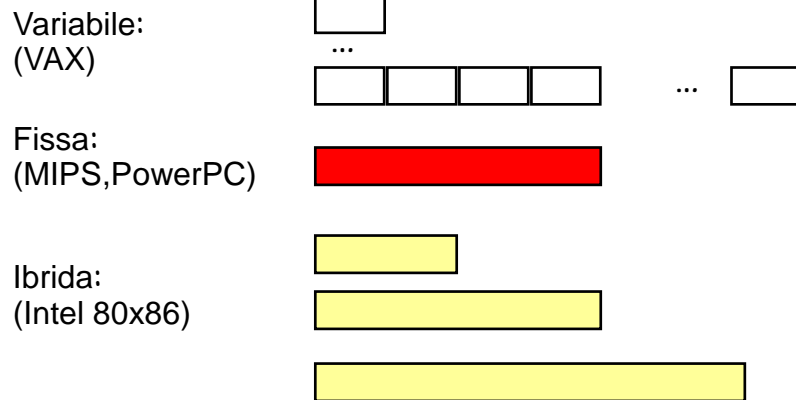 Variabile:
(VAX)
...
...
Fissa:
(MIPS,PowerPC)
Ibrida:
(Intel 80x86)